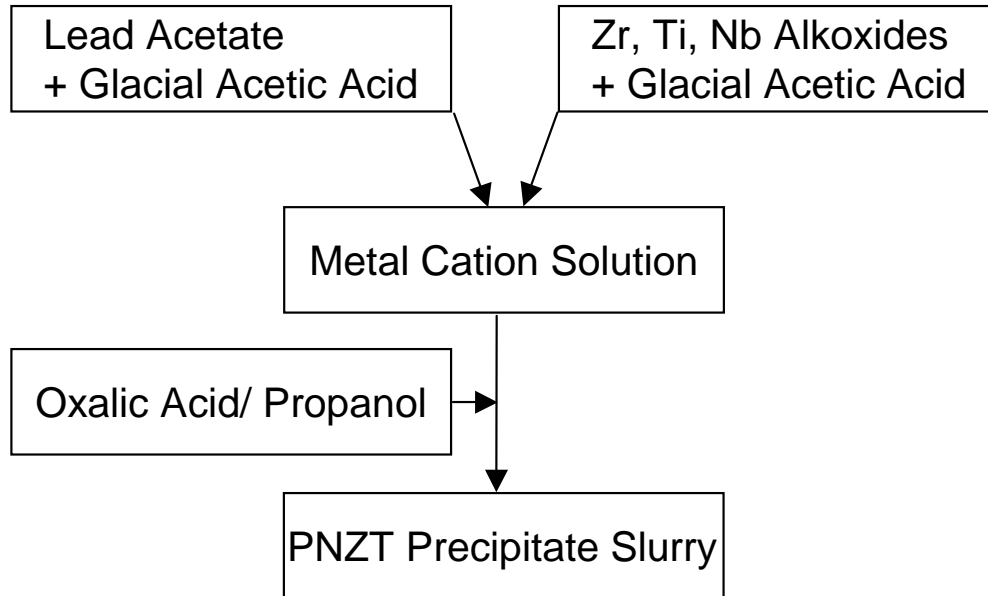 Lead Acetate
+ Glacial Acetic Acid
Zr, Ti, Nb Alkoxides
+ Glacial Acetic Acid
Metal Cation Solution
Oxalic Acid/ Propanol
PNZT Precipitate Slurry